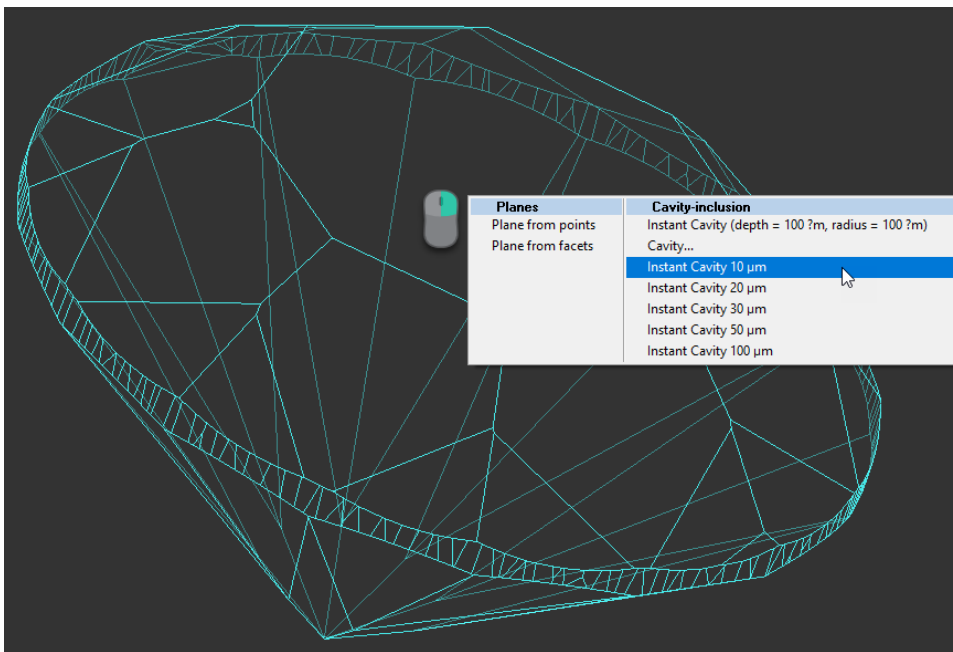 Planes
Plane from points
Plane from facets
Cavity-inclusion
Instant Cavity (depth = 100 ?m, radius = 100 ?m)
Cavity...
Instant Cavity 10 µm
Instant Cavity 20 µm
Instant Cavity 30 µm
Instant Cavity 50 µm
Instant Cavity 100 µm